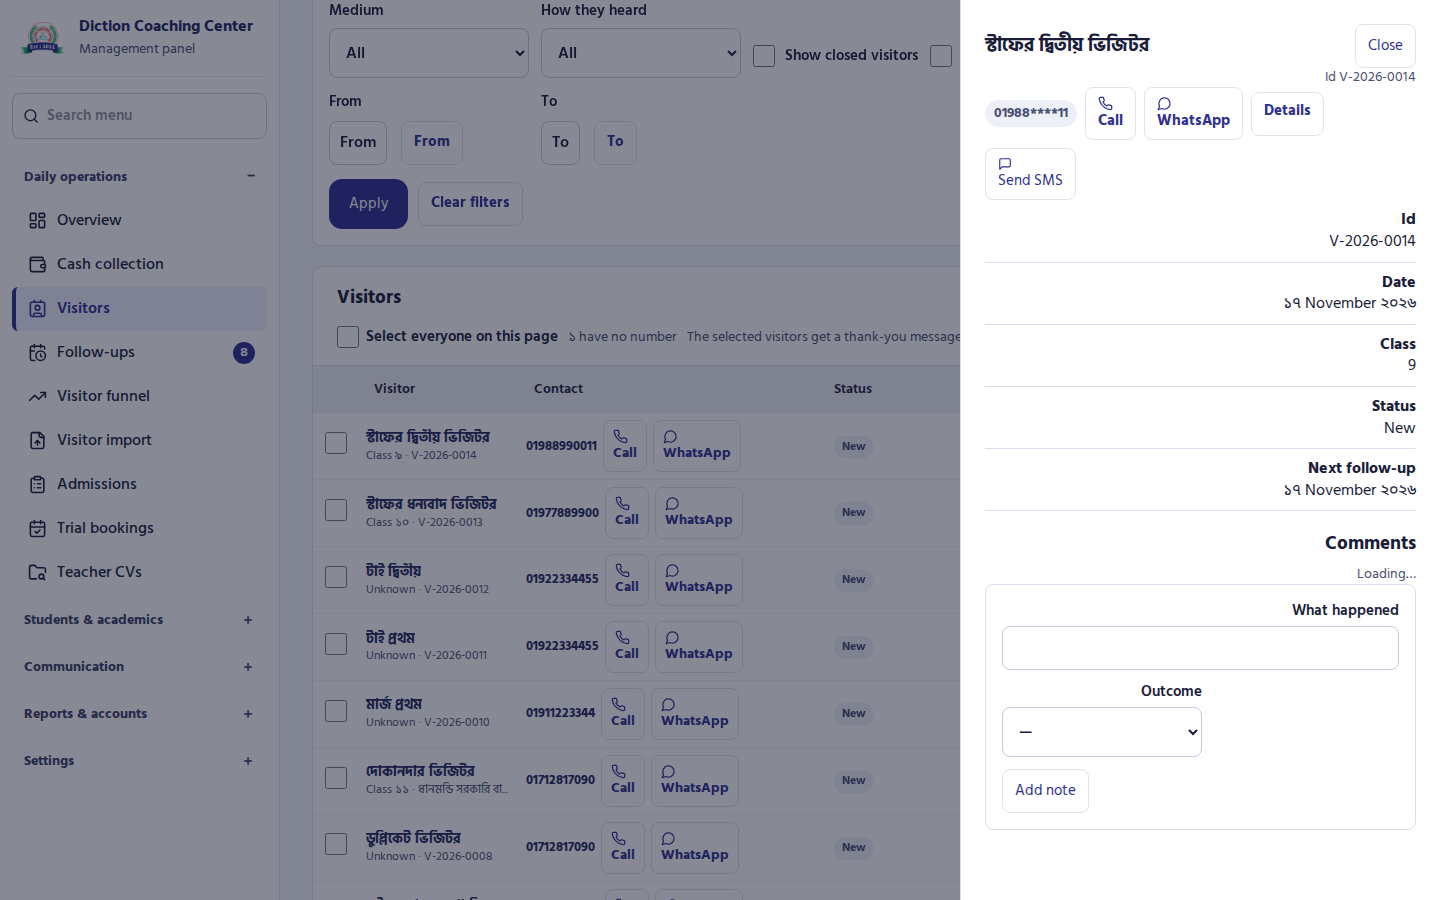 Diction Coaching Center
Management panel
Search menu
Daily operations −
Overview
Cash collection
Visitors
Follow-ups 8
Visitor funnel
Visitor import
Admissions
Trial bookings
Teacher CVs
Students & academics +
Communication +
Reports & accounts +
Settings +
Medium How they heard
All All Show closed visitors
From To
From From To To
Apply Clear filters
Visitors
Select everyone on this page ১ have no number The selected visitors get a thank-you message
Visitor Contact Status
স্টাফের দ্বিতীয় ভিজিটর
Class ৯ · V-2026-0014
01988990011 Call WhatsApp New
স্টাফের ধন্যবাদ ভিজিটর
Class ১০ · V-2026-0013
01977889900 Call WhatsApp New
টাই দ্বিতীয়
Unknown · V-2026-0012
01922334455 Call WhatsApp New
টাই প্রথম
Unknown · V-2026-0011
01922334455 Call WhatsApp New
মার্জ প্রথম
Unknown · V-2026-0010
01911223344 Call WhatsApp New
দোকানদার ভিজিটর
Class ১১ · ধানমন্ডি সরকারি বা...
01712817090 Call WhatsApp New
ডুপ্লিকেট ভিজিটর
Unknown · V-2026-0008
01712817090 Call WhatsApp New
স্টাফের দ্বিতীয় ভিজিটর Close
Id V-2026-0014
01988****11 Call WhatsApp Details
Send SMS
Id
V-2026-0014
Date
১৭ November ২০২৬
Class
9
Status
New
Next follow-up
১৭ November ২০২৬
Comments
Loading...
What happened
Outcome
—
Add note